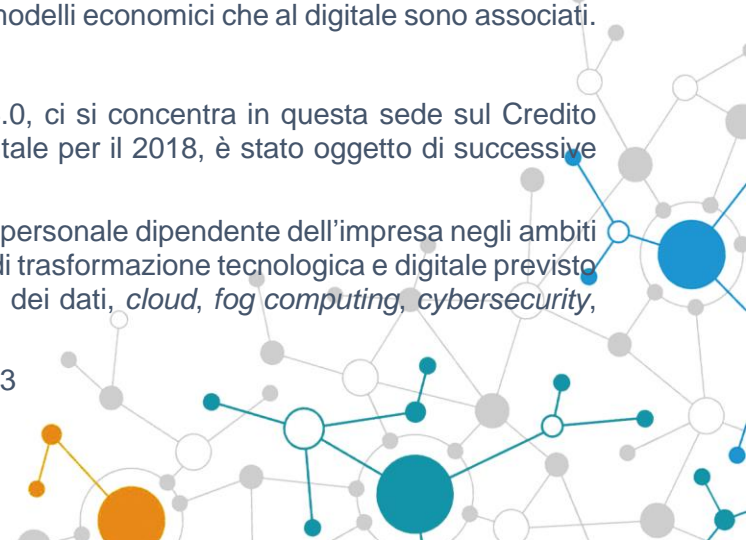 modelli economici che al digitale sono associati.
.0, ci si concentra in questa sede sul Credito
tale per il 2018, è stato oggetto di successive
personale dipendente dell’impresa negli ambiti
di trasformazione tecnologica e digitale previsto
dei dati, cloud, fog computing, cybersecurity,
3